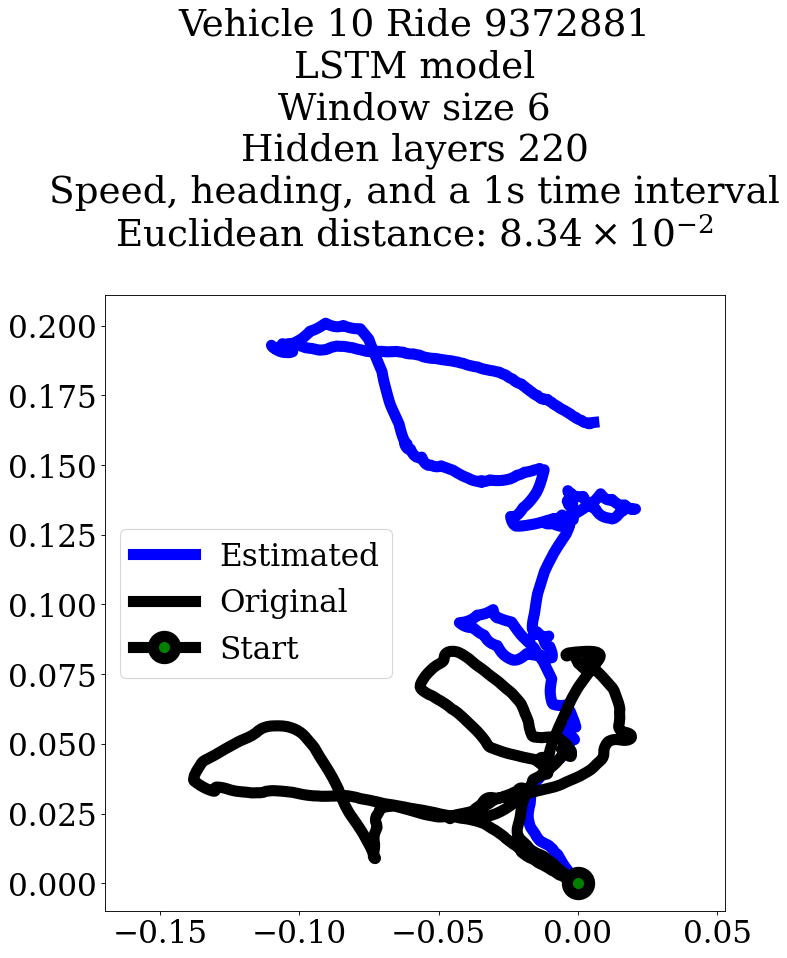 Vehicle 10 Ride 9372881
LSTM model
Window size 6
Hidden layers 220
Speed, heading, and a 1s time interval
Euclidean distance: 8.34 × 10⁻²
0.200
0.175
0.150
0.125
0.100
0.075
0.050
0.025
0.000
Estimated
Original
Start
−0.15 −0.10 −0.05 0.00 0.05